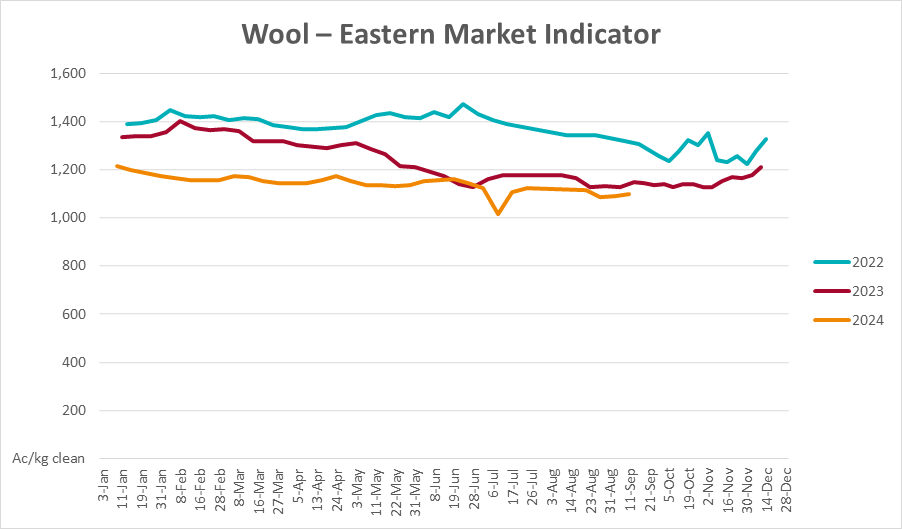 Wool – Eastern Market Indicator
1,600
1,400
1,200
1,000
800
600
400
200
Ac/kg clean
3-Jan
11-Jan
19-Jan
31-Jan
8-Feb
16-Feb
28-Feb
8-Mar
16-Mar
27-Mar
5-Apr
13-Apr
24-Apr
3-May
11-May
22-May
31-May
8-Jun
19-Jun
28-Jun
6-Jul
17-Jul
26-Jul
3-Aug
14-Aug
23-Aug
31-Aug
11-Sep
21-Sep
5-Oct
19-Oct
2-Nov
16-Nov
30-Nov
14-Dec
28-Dec
2022
2023
2024